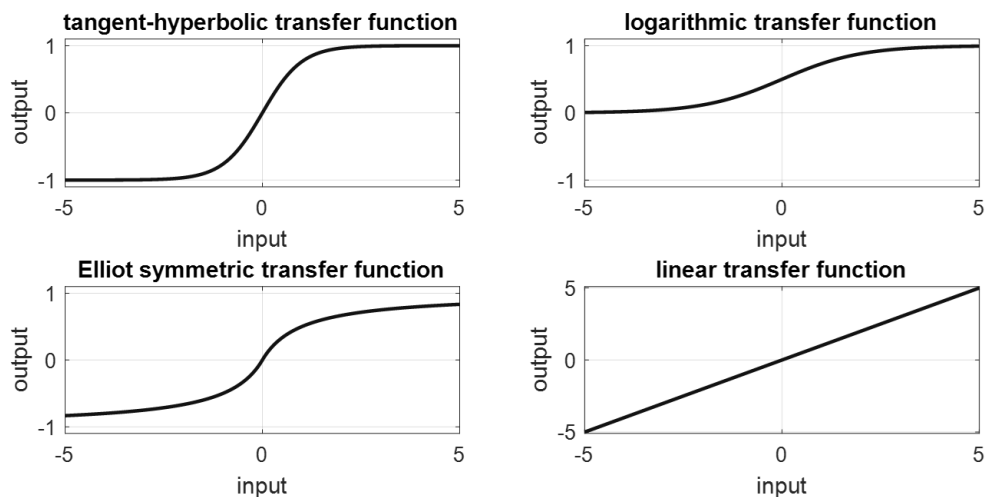 tangent-hyperbolic transfer function
1
0
-1
output
-5 0 5
input
logarithmic transfer function
1
0
-1
output
-5 0 5
input
Elliot symmetric transfer function
1
0
-1
output
-5 0 5
input
linear transfer function
5
0
-5
output
-5 0 5
input